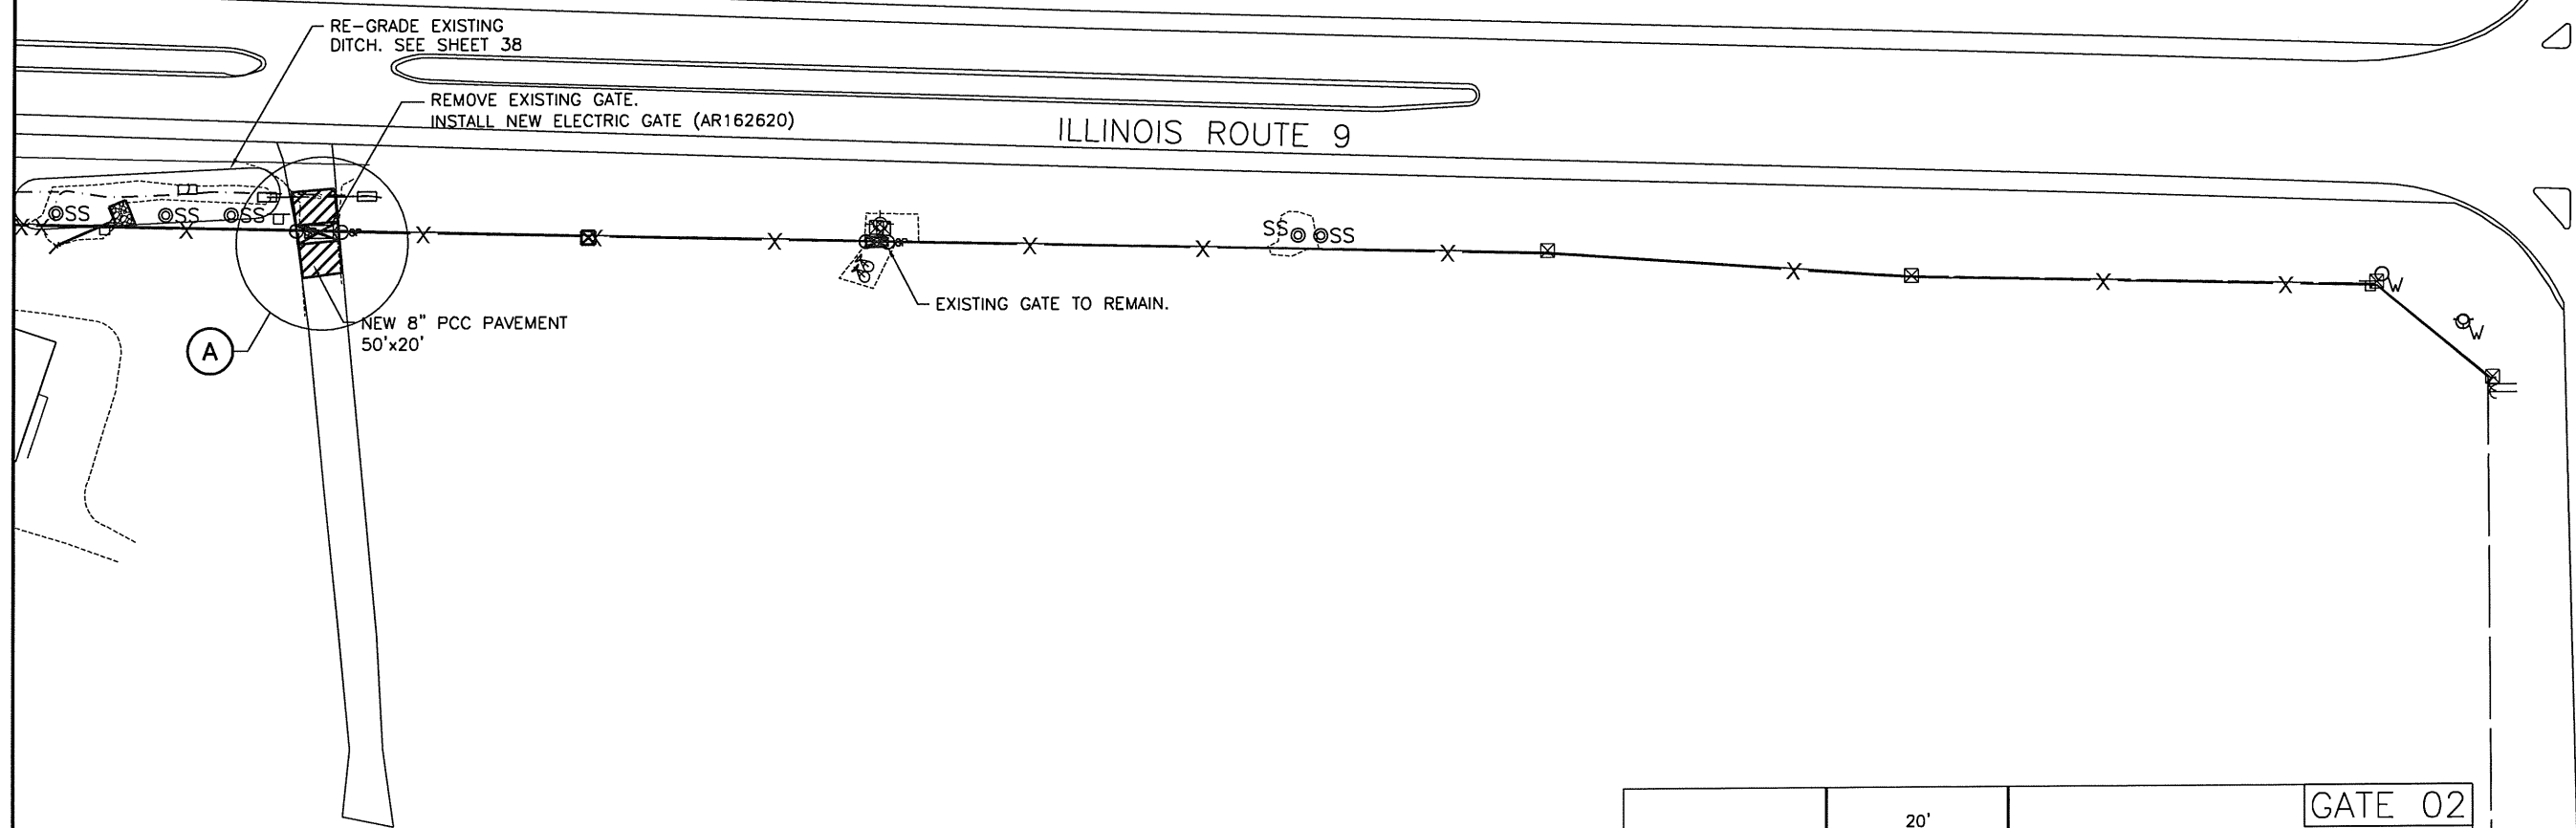 RE-GRADE EXISTING
DITCH. SEE SHEET 38
REMOVE EXISTING GATE.
INSTALL NEW ELECTRIC GATE (AR162620)
ILLINOIS ROUTE 9
SS
SS
SS
SS
SS
EXISTING GATE TO REMAIN.
W
W
NEW 8" PCC PAVEMENT
50'x20'
A
GATE 02
20'